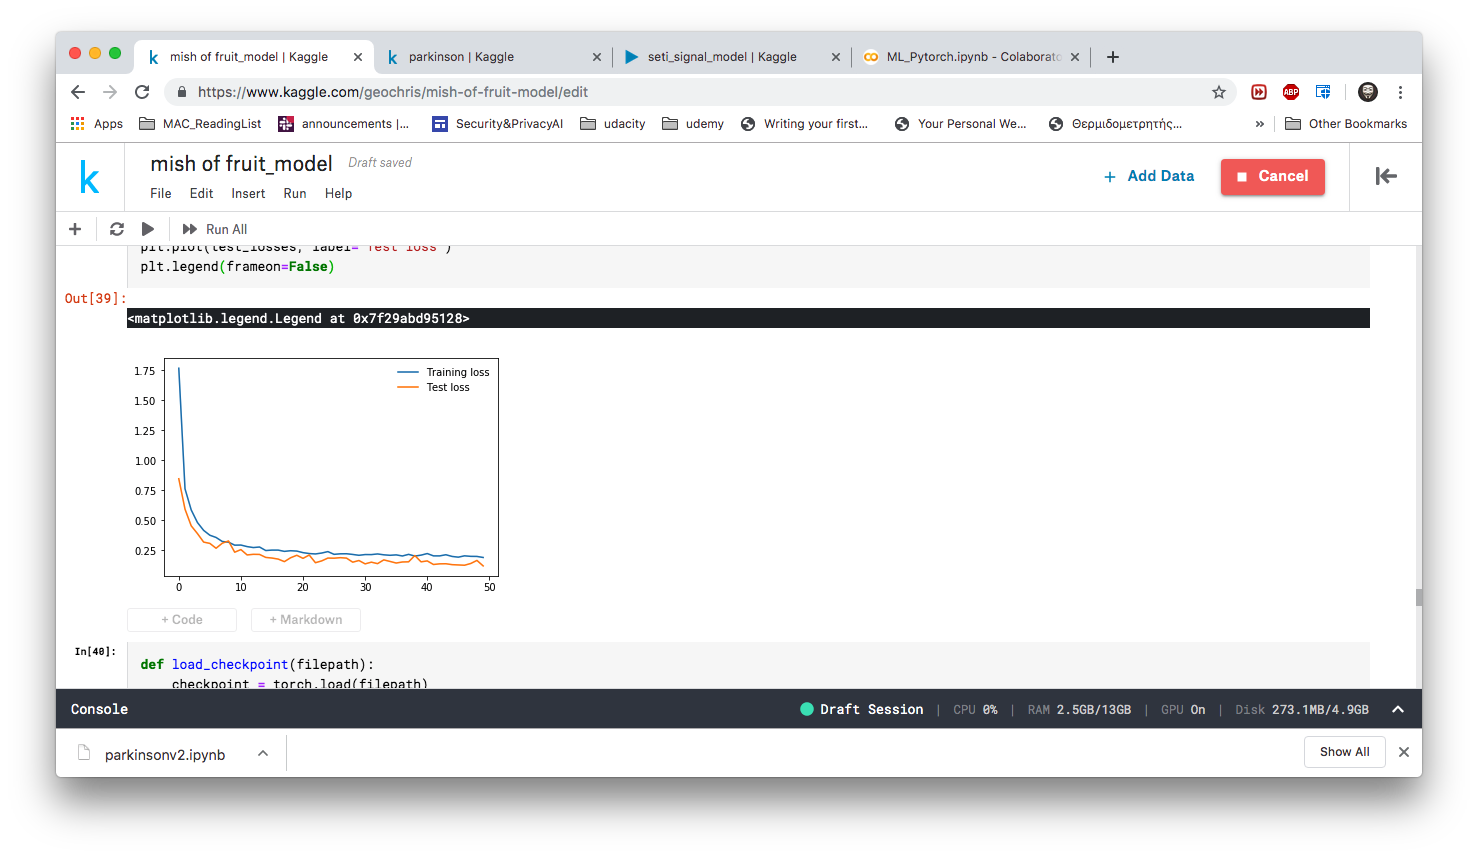 mish of fruit_model | Kaggle
parkinson | Kaggle
seti_signal_model | Kaggle
ML_Pytorch.ipynb - Colaborato
https://www.kaggle.com/geochris/mish-of-fruit-model/edit
ABP
Apps MAC_ReadingList announcements |... Security&PrivacyAI udacity udemy Writing your first... Your Personal We... Θερμιδομετρητής... » Other Bookmarks
k
mish of fruit_model Draft saved
File Edit Insert Run Help
+ Add Data
Cancel
Run All
plt.plot(test_losses, label='Test loss')
plt.legend(frameon=False)
Out[39]:
<matplotlib.legend.Legend at 0x7f29abd95128>
Training loss
Test loss
1.75
1.50
1.25
1.00
0.75
0.50
0.25
0 10 20 30 40 50
+ Code + Markdown
In[40]:
def load_checkpoint(filepath):
checkpoint = torch.load(filepath)
Console
Draft Session | CPU 0% | RAM 2.5GB/13GB | GPU On | Disk 273.1MB/4.9GB
parkinsonv2.ipynb
Show All